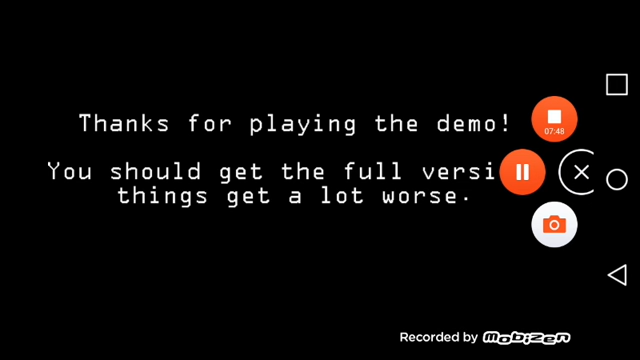 Thanks for playing the demo!
You should get the full versi
things get a lot worse.
07:48
Recorded by Mobizen